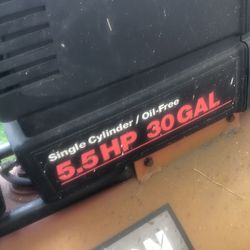 Single Cylinder / Oil-Free
5.5 HP 30 GAL